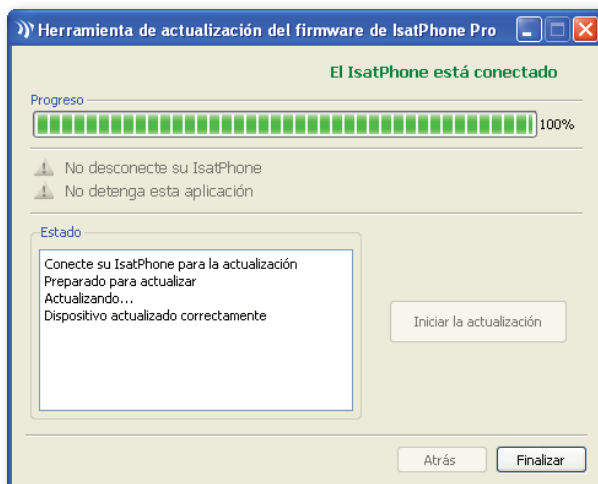 Herramienta de actualización del firmware de IsatPhone Pro
El IsatPhone está conectado
Progreso
100%
No desconecte su IsatPhone
No detenga esta aplicación
Estado
Conecte su IsatPhone para la actualización
Preparado para actualizar
Actualizando...
Dispositivo actualizado correctamente
Iniciar la actualización
Atrás
Finalizar